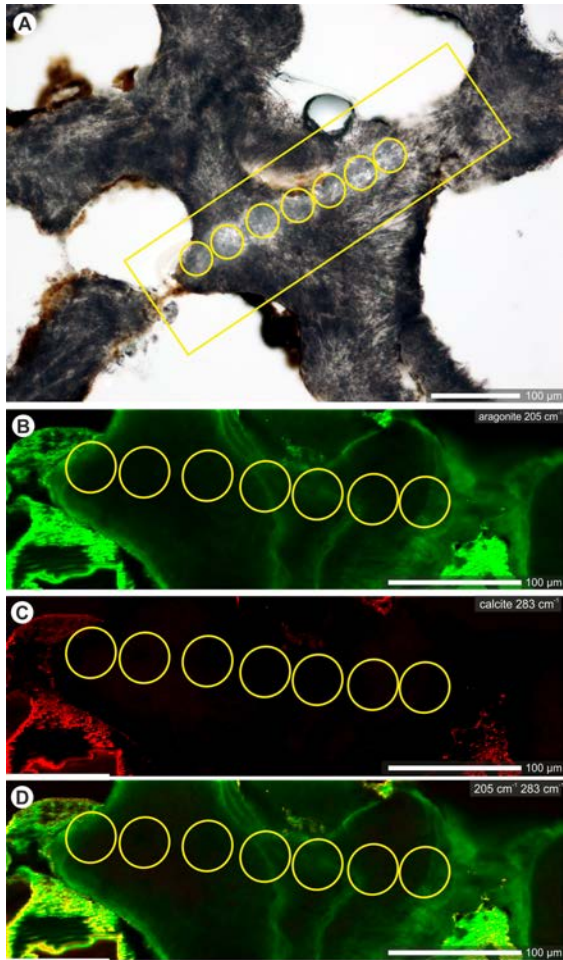 A
100 µm
B
aragonite 205 cm⁻¹
100 µm
C
calcite 283 cm⁻¹
100 µm
D
205 cm⁻¹ 283 cm⁻¹
100 µm